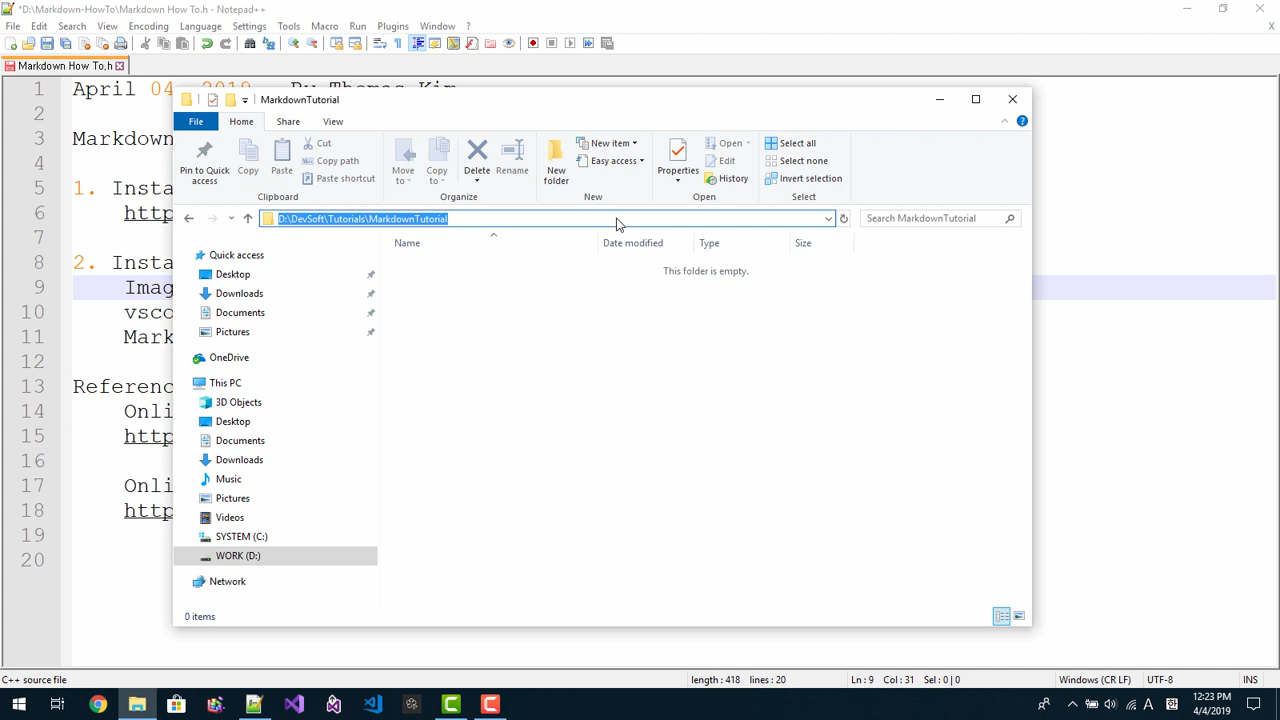 *D:\Markdown-HowTo\Markdown How To.h - Notepad++
File Edit Search View Encoding Language Settings Tools Macro Run Plugins Window ?
X
Markdown How To.h
1 April 04, 2019, By Thomas Kim
2
3 Markdown
4
5 1. Insta
6 http
7
8 2. Insta
9 Imag
10 vsco
11 Mark
12
13 Referenc
14 Onli
15 http
16
17 Onli
18 http
19
20
MarkdownTutorial
File Home Share View
Pin to Quick access
Copy
Paste
Cut
Copy path
Paste shortcut
Clipboard
Move to
Copy to
Delete
Rename
Organize
New folder
New item
Easy access
New
Properties
Open
Edit
History
Open
Select all
Select none
Invert selection
Select
D:\DevSoft\Tutorials\MarkdownTutorial
Search MarkdownTutorial
Name Date modified Type Size
This folder is empty.
Quick access
Desktop
Downloads
Documents
Pictures
OneDrive
This PC
3D Objects
Desktop
Documents
Downloads
Music
Pictures
Videos
SYSTEM (C:)
WORK (D:)
Network
0 items
C++ source file length : 418 lines : 20 Ln : 9 Col : 31 Sel : 0 | 0 Windows (CR LF) UTF-8 INS
A
12:23 PM
4/4/2019